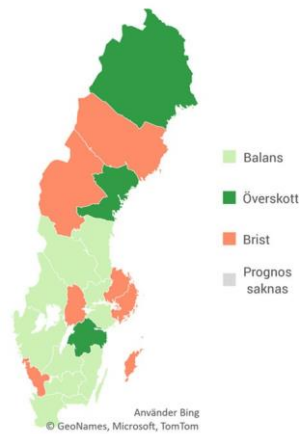 Balans
Överskott
Brist
Prognos
saknas
Använder Bing
© GeoNames, Microsoft, TomTom